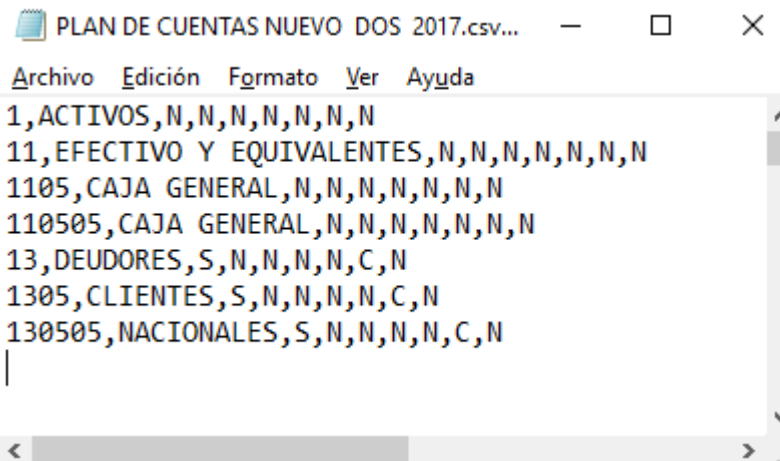 PLAN DE CUENTAS NUEVO DOS 2017.csv...
Archivo Edición Formato Ver Ayuda
1,ACTIVOS,N,N,N,N,N,N,N
11,EFECTIVO Y EQUIVALENTES,N,N,N,N,N,N,N
1105,CAJA GENERAL,N,N,N,N,N,N,N
110505,CAJA GENERAL,N,N,N,N,N,N,N
13,DEUDORES,S,N,N,N,N,C,N
1305,CLIENTES,S,N,N,N,N,C,N
130505,NACIONALES,S,N,N,N,N,C,N